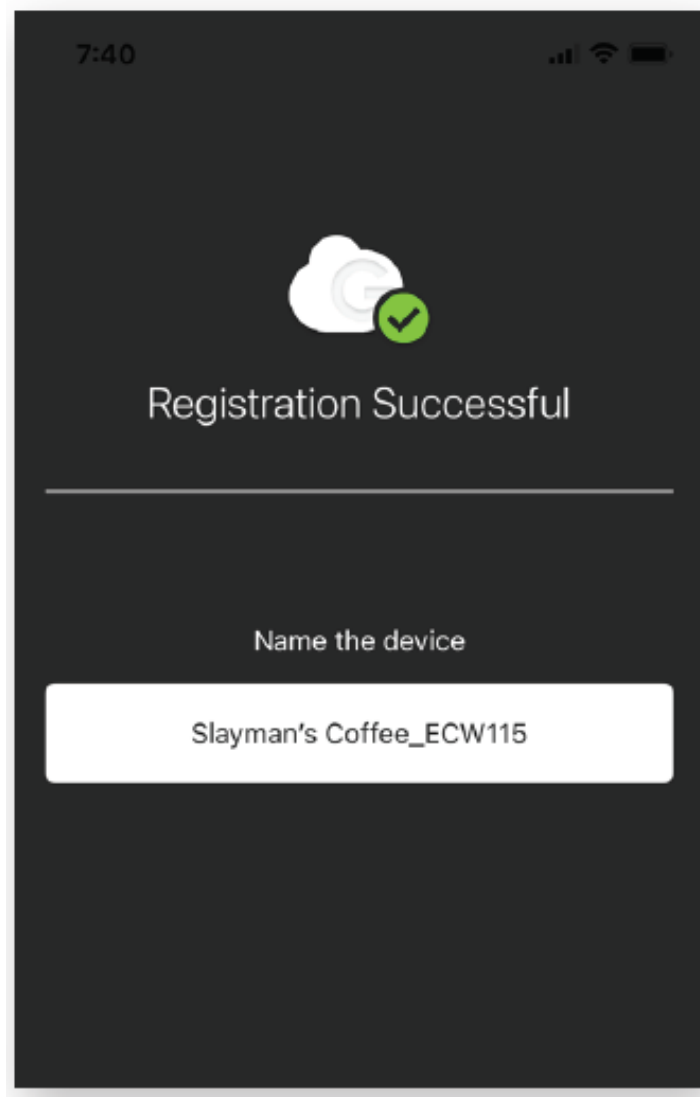 7:40
G
Registration Successful
Name the device
Slayman's Coffee_ECW115